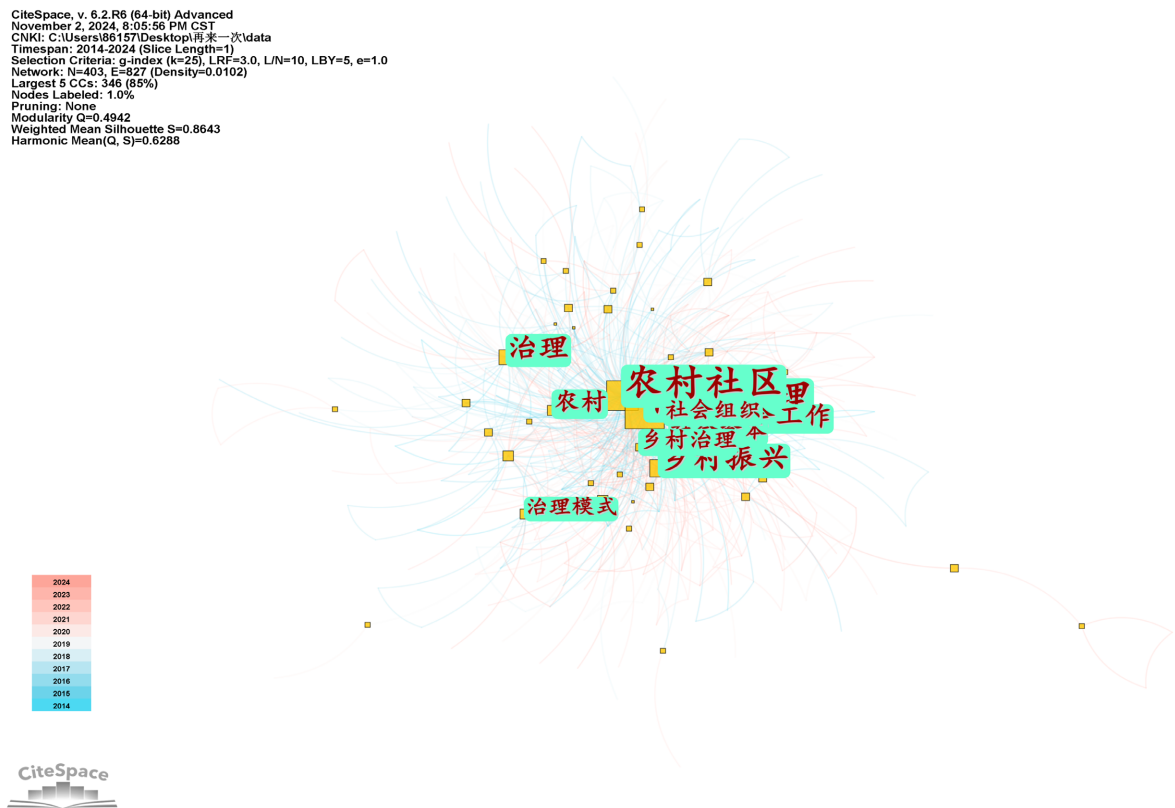 CiteSpace, v. 6.2.R6 (64-bit) Advanced
November 2, 2024, 8:05:56 PM CST
CNKI: C:\Users\86157\Desktop\再来一次\data
Timespan: 2014-2024 (Slice Length=1)
Selection Criteria: g-index (k=25), LRF=3.0, L/N=10, LBY=5, e=1.0
Network: N=403, E=827 (Density=0.0102)
Largest 5 CCs: 346 (85%)
Nodes Labeled: 1.0%
Pruning: None
Modularity Q=0.4942
Weighted Mean Silhouette S=0.8643
Harmonic Mean(Q, S)=0.6288
治理
农村社区
农村
社会组织
工作
乡村治理
乡村振兴
治理模式
2024
2023
2022
2021
2020
2019
2018
2017
2016
2015
2014
CiteSpace